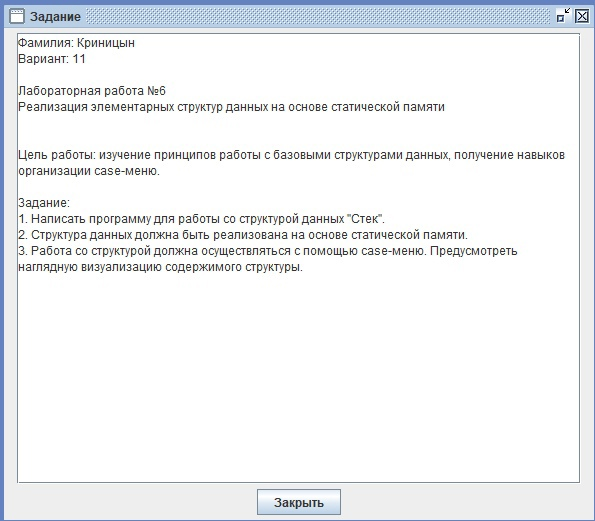 Задание
Фамилия: Криницын
Вариант: 11
Лабораторная работа №6
Реализация элементарных структур данных на основе статической памяти
Цель работы: изучение принципов работы с базовыми структурами данных, получение навыков
организации case-меню.
Задание:
1. Написать программу для работы со структурой данных "Стек".
2. Структура данных должна быть реализована на основе статической памяти.
3. Работа со структурой должна осуществляться с помощью case-меню. Предусмотреть
наглядную визуализацию содержимого структуры.
Закрыть